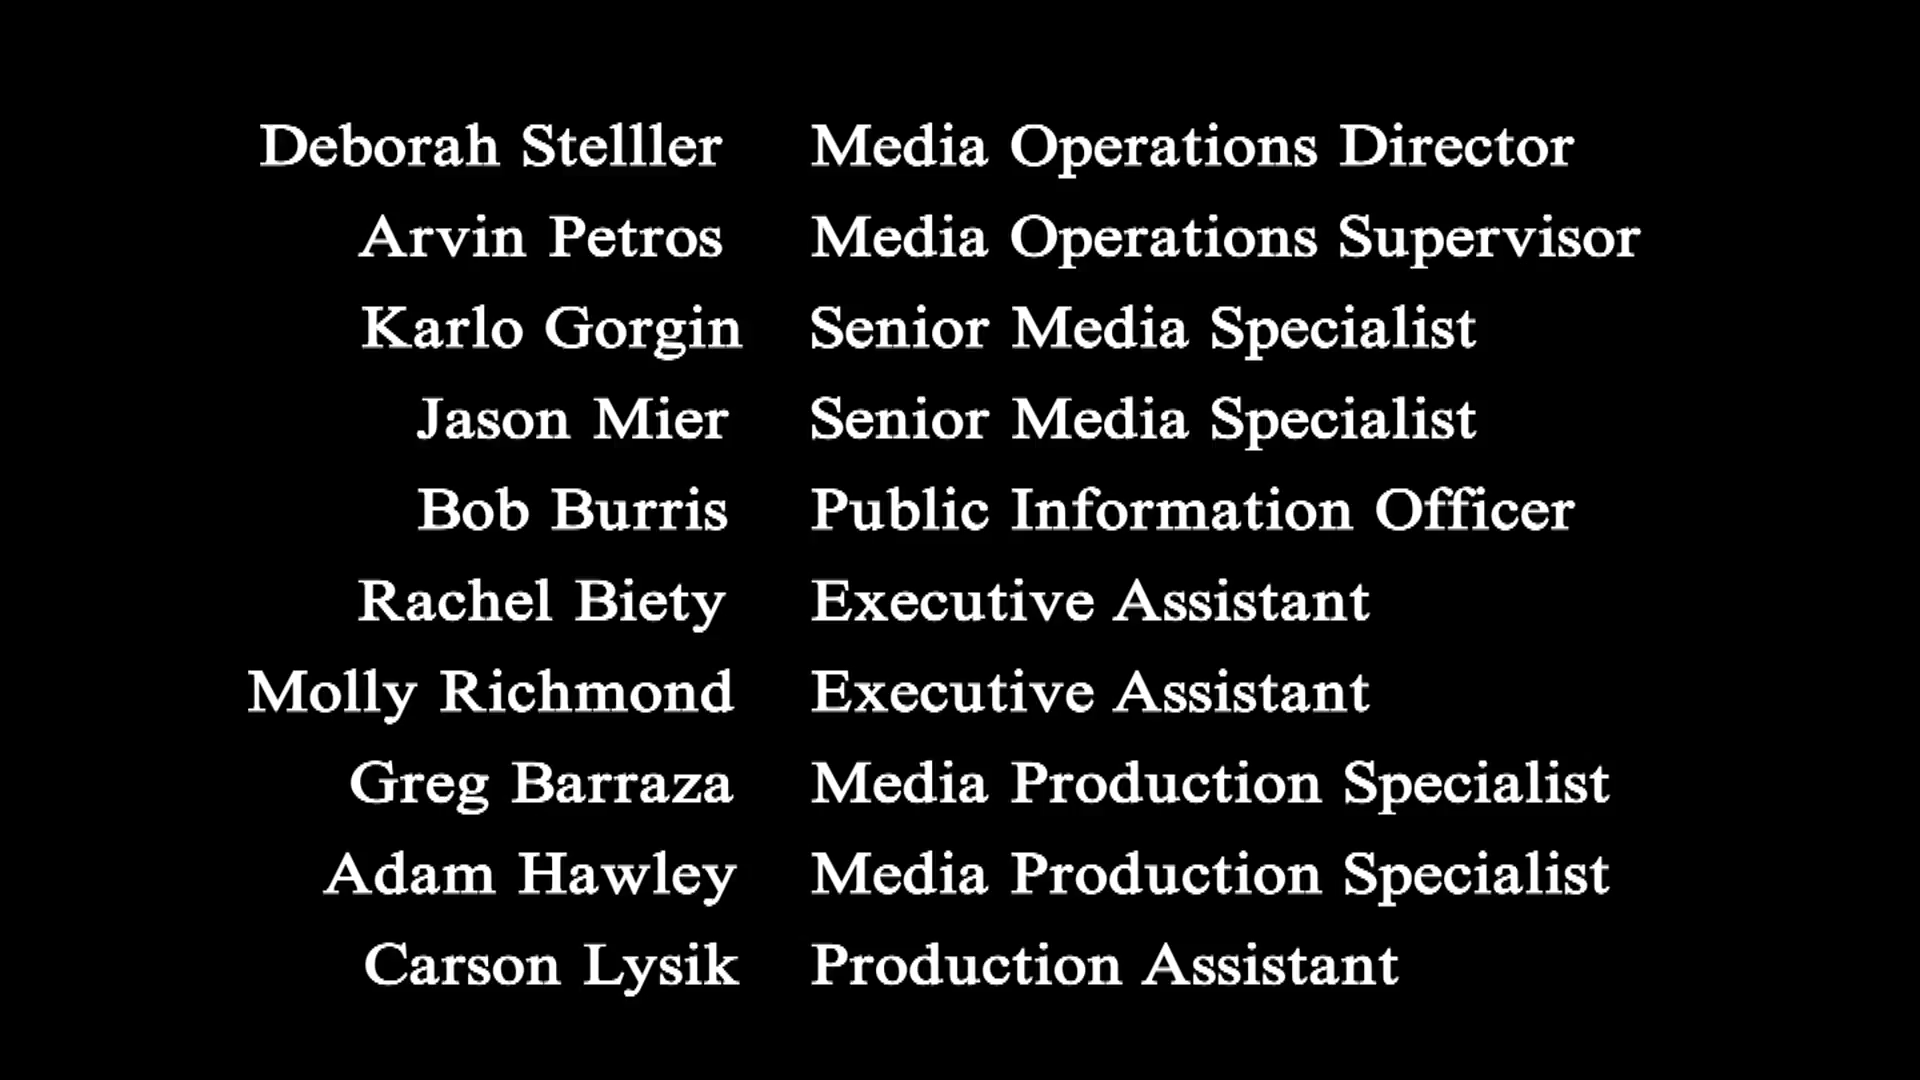 Deborah Stelller Media Operations Director
Arvin Petros Media Operations Supervisor
Karlo Gorgin Senior Media Specialist
Jason Mier Senior Media Specialist
Bob Burris Public Information Officer
Rachel Biety Executive Assistant
Molly Richmond Executive Assistant
Greg Barraza Media Production Specialist
Adam Hawley Media Production Specialist
Carson Lysik Production Assistant